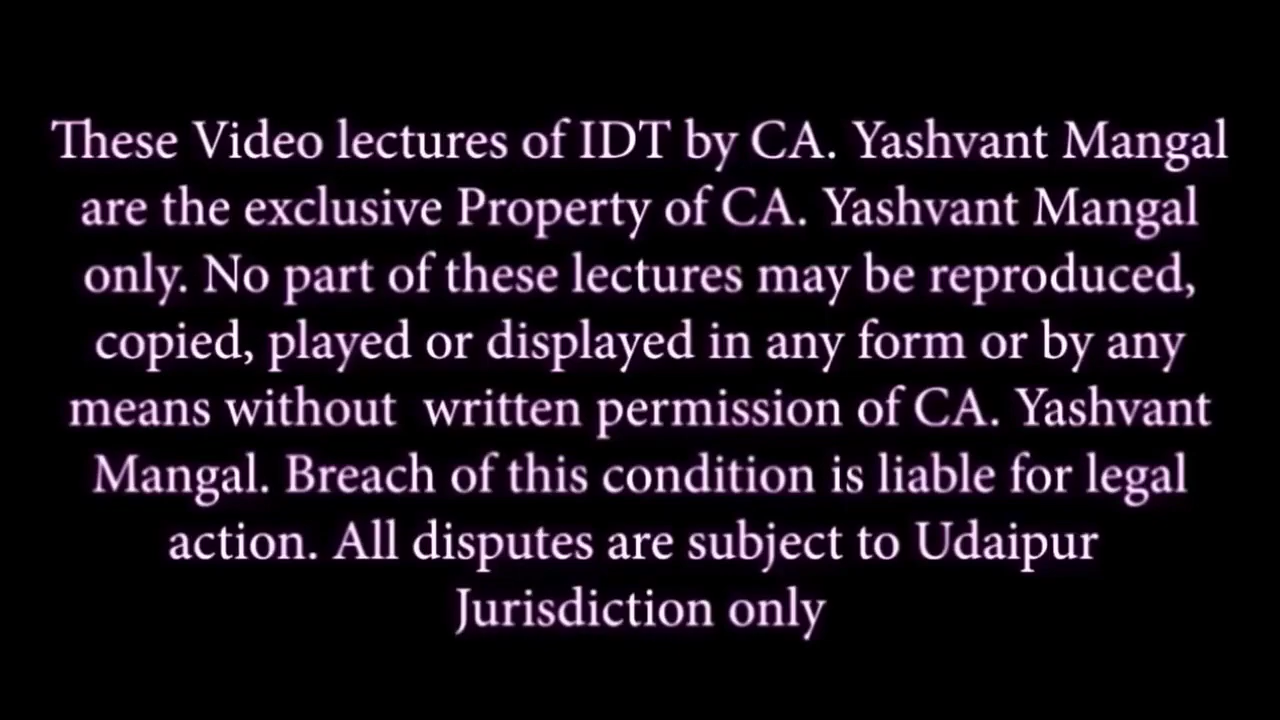 These Video lectures of IDT by CA. Yashvant Mangal
are the exclusive Property of CA. Yashvant Mangal
only. No part of these lectures may be reproduced,
copied, played or displayed in any form or by any
means without  written permission of CA. Yashvant
Mangal. Breach of this condition is liable for legal
action. All disputes are subject to Udaipur
Jurisdiction only